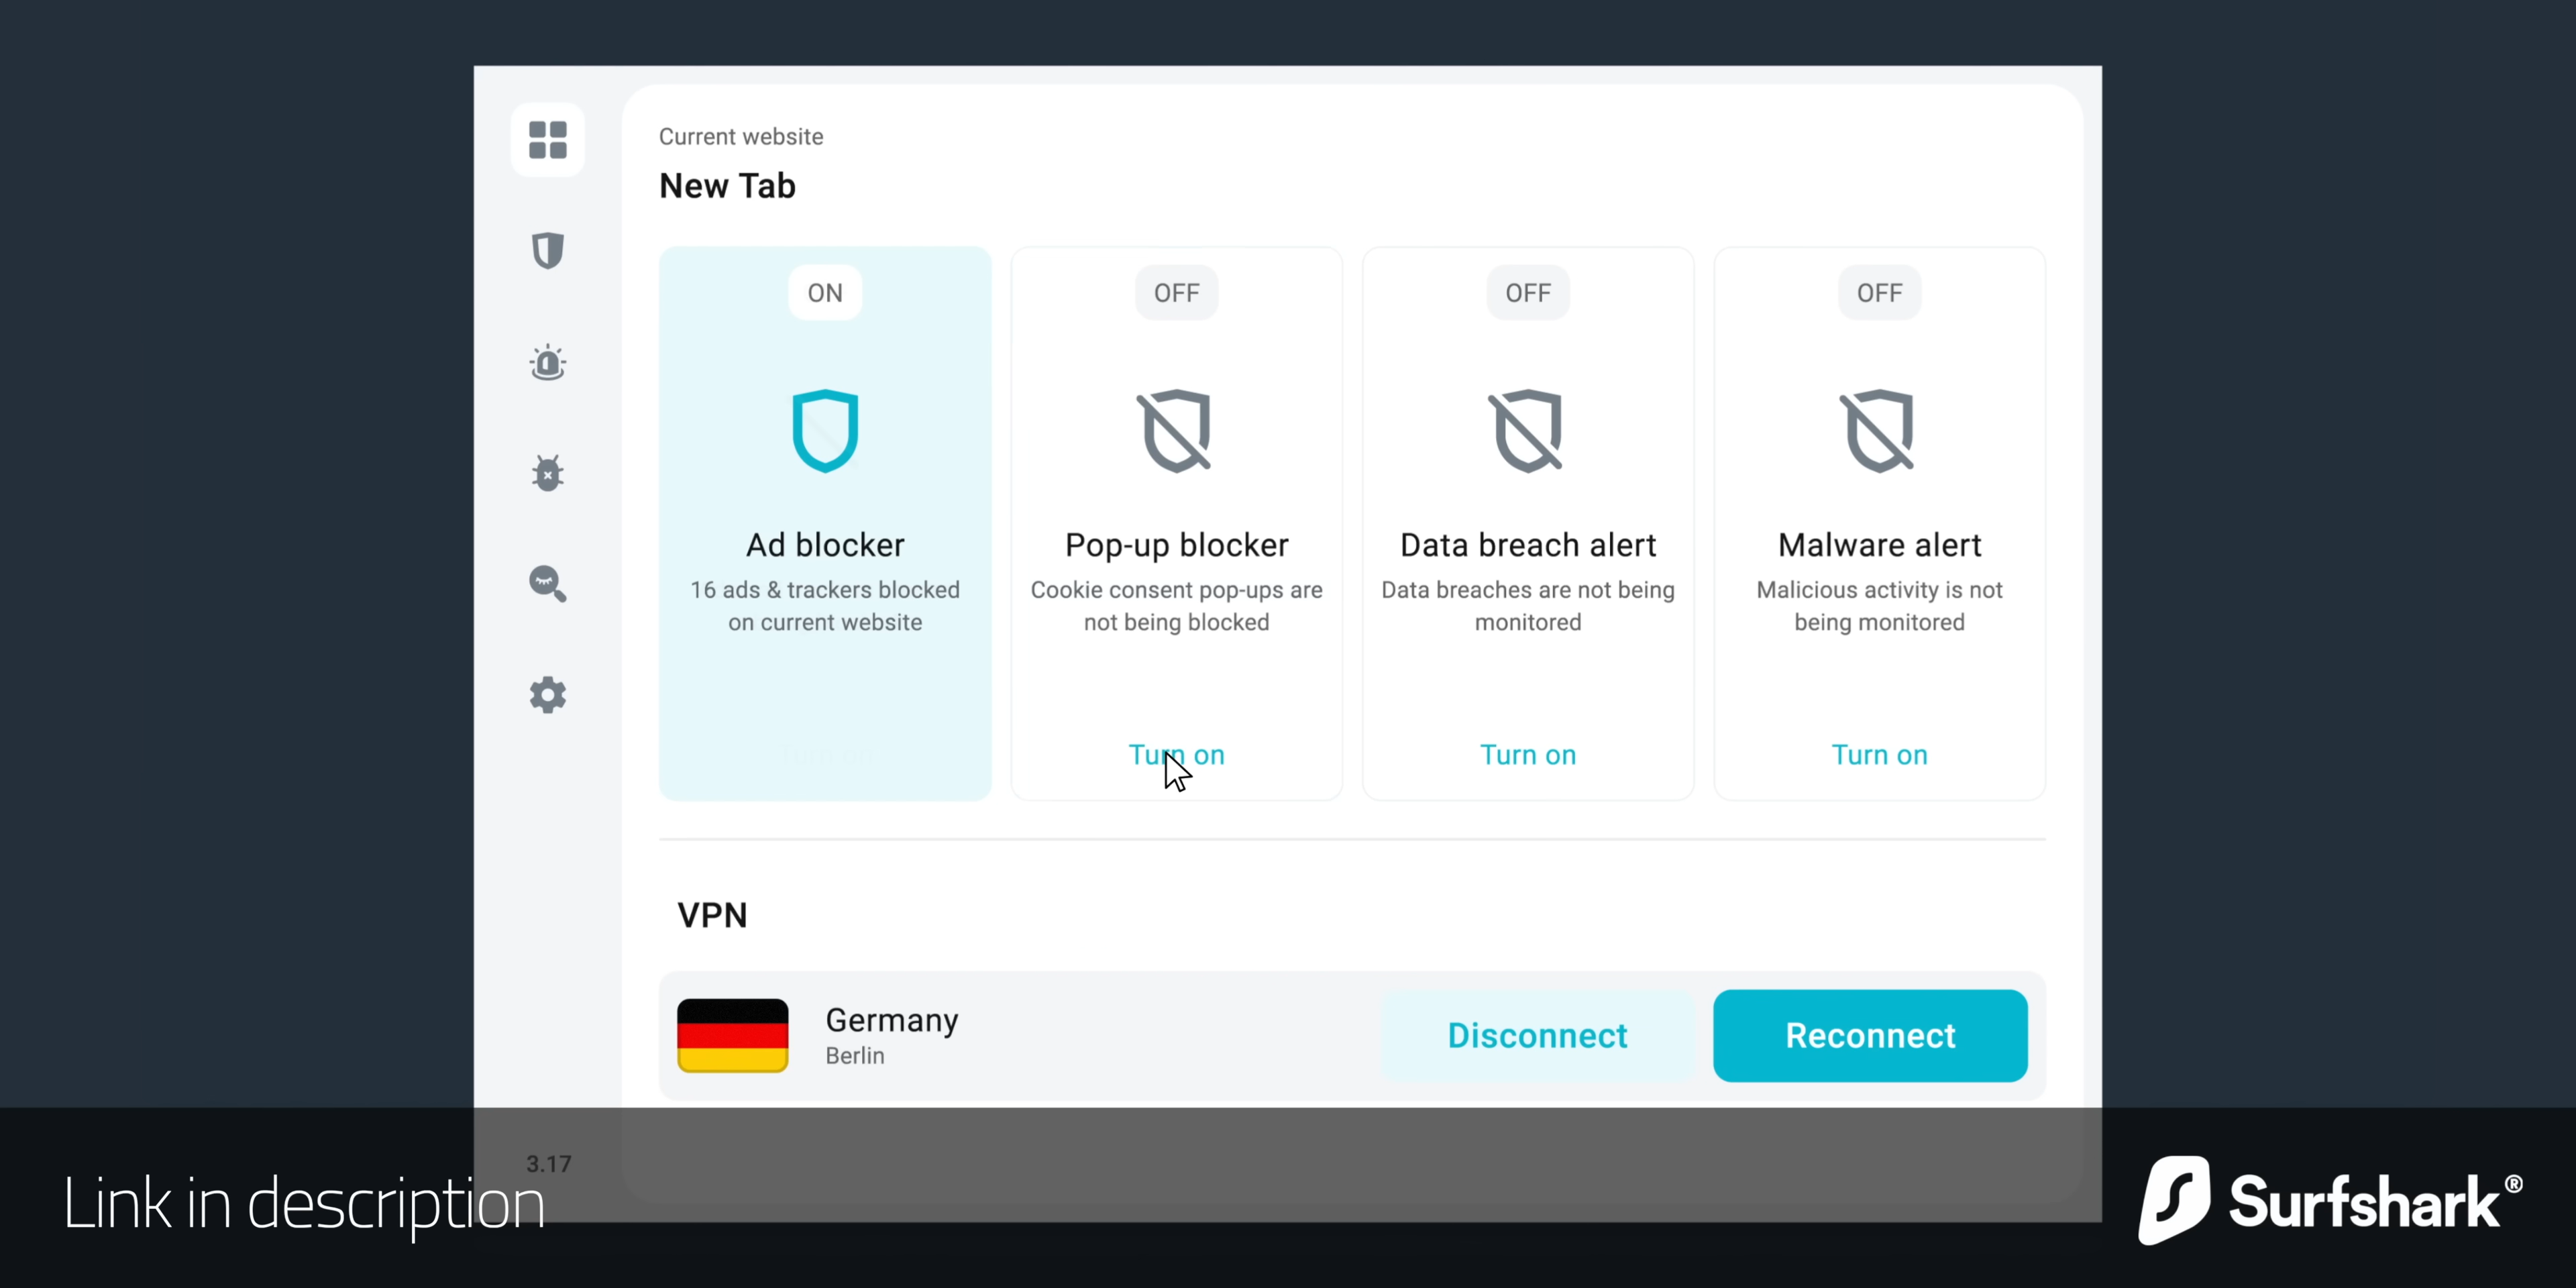 Current website
New Tab
ON
OFF
OFF
OFF
Ad blocker
16 ads & trackers blocked
on current website
Pop-up blocker
Cookie consent pop-ups are
not being blocked
Turn on
Data breach alert
Data breaches are not being
monitored
Turn on
Malware alert
Malicious activity is not
being monitored
Turn on
VPN
Germany
Berlin
Disconnect
Reconnect
3.17
Link in description
Surfshark®